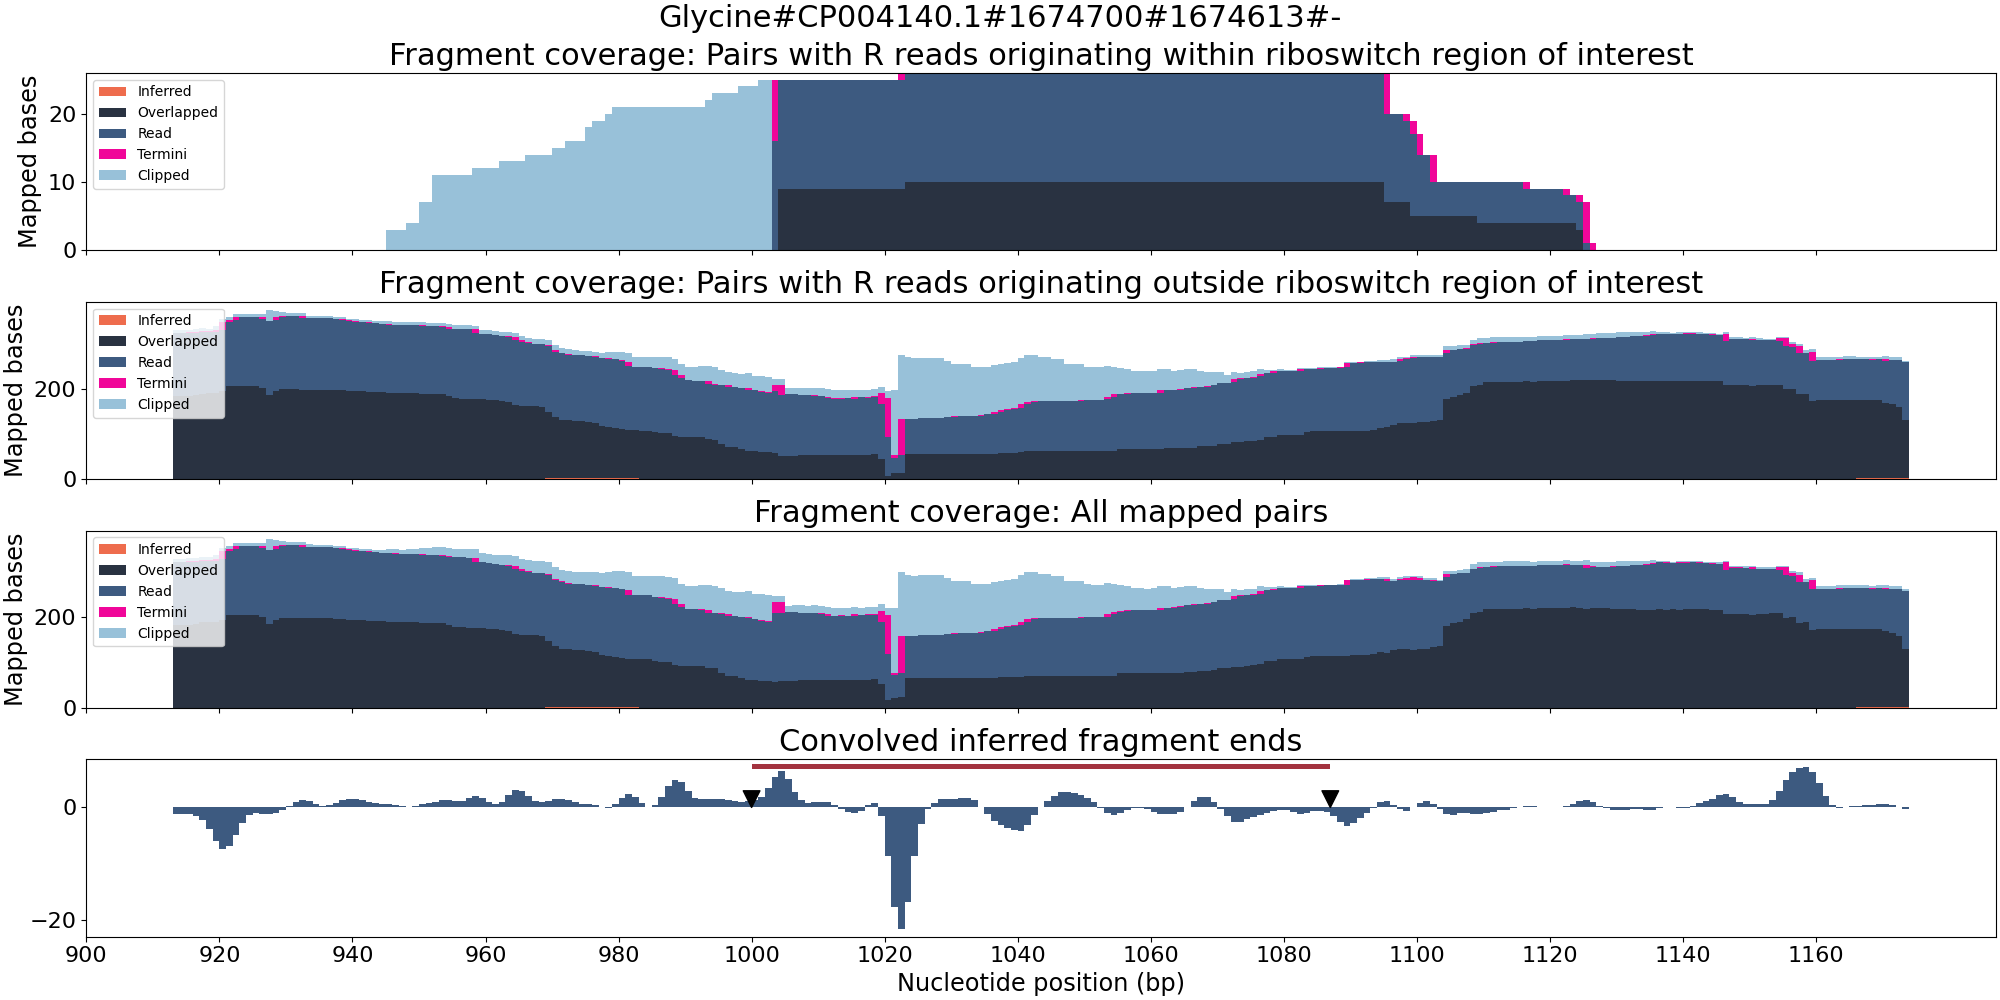 Glycine#CP004140.1#1674700#1674613#-
Fragment coverage: Pairs with R reads originating within riboswitch region of interest
Mapped bases
20
10
0
Inferred
Overlapped
Read
Termini
Clipped
Fragment coverage: Pairs with R reads originating outside riboswitch region of interest
Mapped bases
200
0
Inferred
Overlapped
Read
Termini
Clipped
Fragment coverage: All mapped pairs
Mapped bases
200
0
Inferred
Overlapped
Read
Termini
Clipped
Convolved inferred fragment ends
0
−20
900 920 940 960 980 1000 1020 1040 1060 1080 1100 1120 1140 1160
Nucleotide position (bp)